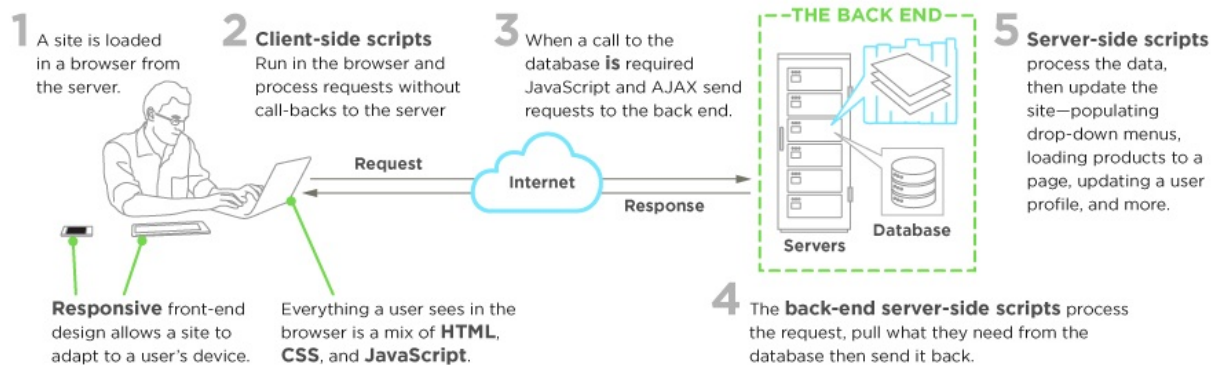 1 A site is loaded
in a browser from
the server.
2 Client-side scripts
Run in the browser and
process requests without
call-backs to the server
3 When a call to the
database is required
JavaScript and AJAX send
requests to the back end.
THE BACK END
5 Server-side scripts
process the data,
then update the
site—populating
drop-down menus,
loading products to a
page, updating a user
profile, and more.
Request
Internet
Response
Servers
Database
Responsive front-end
design allows a site to
adapt to a user's device.
Everything a user sees in the
browser is a mix of HTML,
CSS, and JavaScript.
4 The back-end server-side scripts process
the request, pull what they need from the
database then send it back.